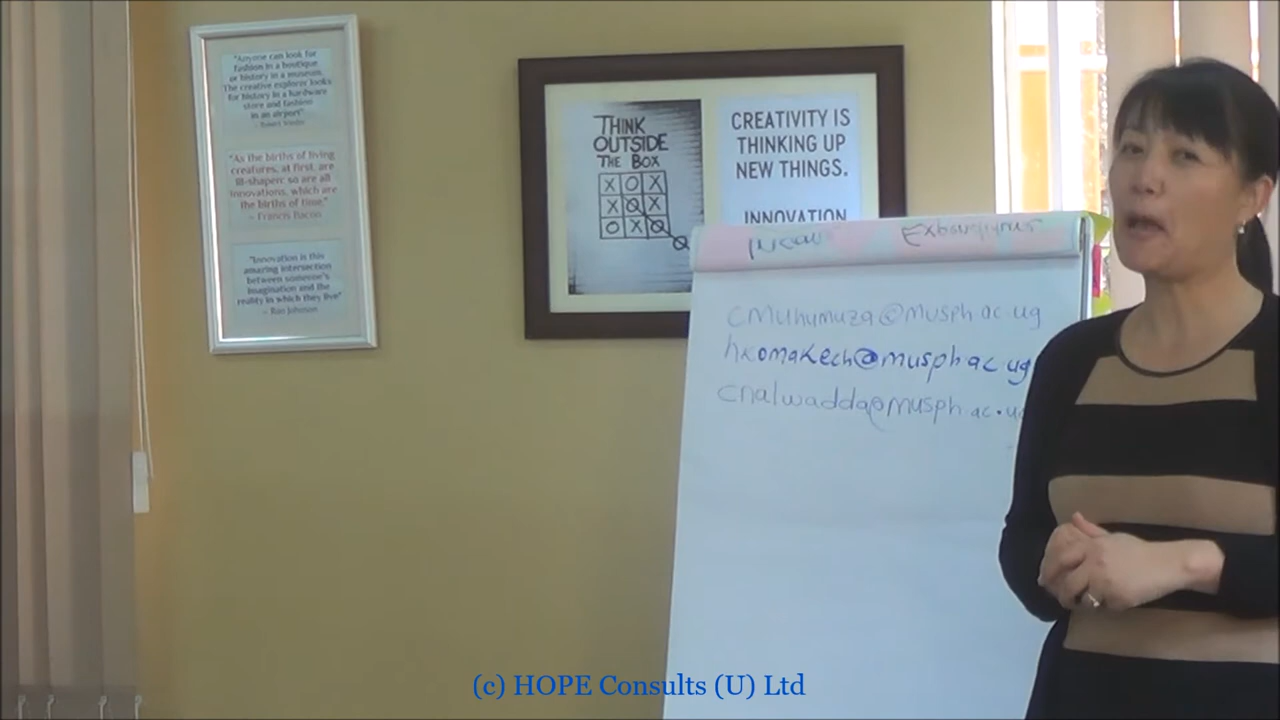 "Anyone can look for
fashion in a boutique
or history in a museum.
The creative explorer looks
for history in a hardware
store and fashion
in an airport"
"As the births of living
creatures, at first, are
ill-shapen: so are all
Innovations, which are
the births of time."
– Francis Bacon
"Innovation is this
amazing intersection
between someone's
imagination and the
reality in which they live"
– Ron Johnson
THINK
OUTSIDE
THE BOX
X O X
X O X
O X O
O
CREATIVITY IS
THINKING UP
NEW THINGS.
INNOVATION
cmuhumuza@musph ac.ug
hkomakech@musph ac ug
cnalwadda@musph ac.ug
(c) HOPE Consults (U) Ltd